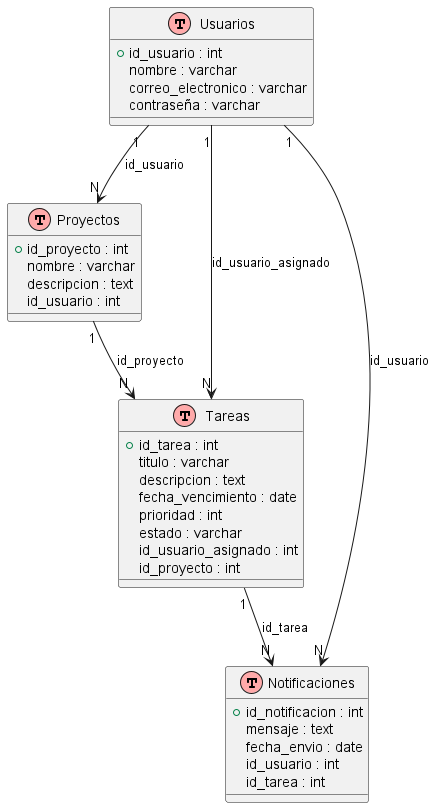 T Usuarios
id_usuario : int
nombre : varchar
correo_electronico : varchar
contraseña : varchar
1
1
1
id_usuario
N
T Proyectos
id_proyecto : int
nombre : varchar
descripcion : text
id_usuario : int
id_usuario_asignado
1
id_proyecto
id_usuario
N
N
T Tareas
id_tarea : int
titulo : varchar
descripcion : text
fecha_vencimiento : date
prioridad : int
estado : varchar
id_usuario_asignado : int
id_proyecto : int
1
id_tarea
N
N
T Notificaciones
id_notificacion : int
mensaje : text
fecha_envio : date
id_usuario : int
id_tarea : int